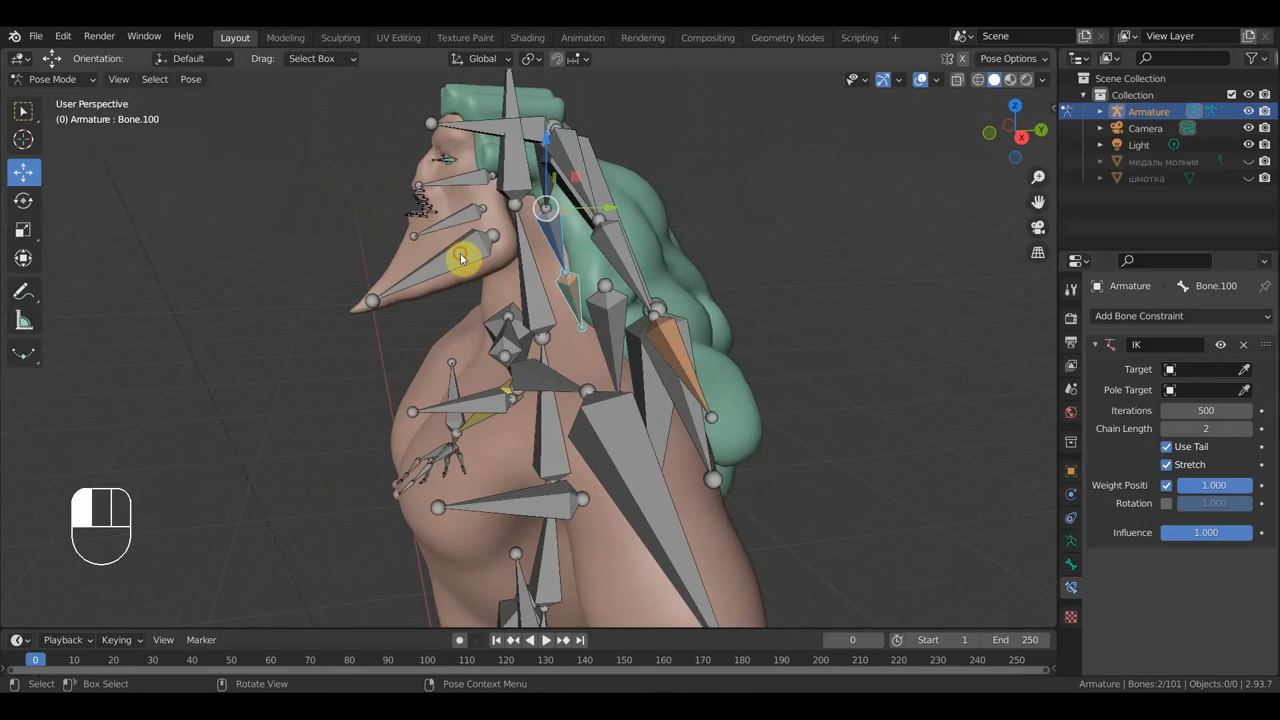 File Edit Render Window Help Layout Modeling Sculpting UV Editing Texture Paint Shading Animation Rendering Compositing Geometry Nodes Scripting + Scene View Layer
Orientation: Default Drag: Select Box Global Pose Options
Pose Mode View Select Pose
User Perspective
(0) Armature : Bone.100
Z
Y
X
Scene Collection
Collection
Armature
Camera
Light
медаль молния
шмотка
Armature Bone.100
Add Bone Constraint
IK
Target
Pole Target
Iterations 500
Chain Length 2
Use Tail
Stretch
Weight Positi 1.000
Rotation 1.000
Influence 1.000
Playback Keying View Marker 0 Start 1 End 250
0 10 20 30 40 50 60 70 80 90 100 110 120 130 140 150 160 170 180 190 200 210 220 230 240 250
Select Box Select Rotate View Pose Context Menu Armature | Bones:2/101 | Objects:0/0 | 2.93.7